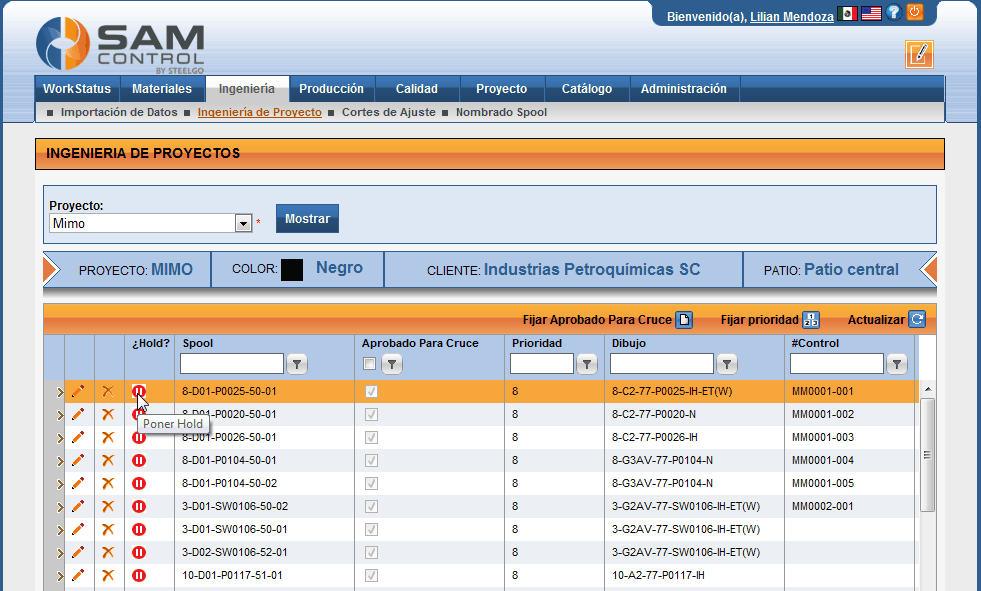 Bienvenido(a), Lilian Mendoza
SAM
CONTROL
BY STEELGO
WorkStatus Materiales Ingeniería Producción Calidad Proyecto Catálogo Administración
Importación de Datos Ingeniería de Proyecto Cortes de Ajuste Nombrado Spool
INGENIERIA DE PROYECTOS
Proyecto:
Mimo * Mostrar
PROYECTO: MIMO COLOR: Negro CLIENTE: Industrias Petroquímicas SC PATIO: Patio central
Fijar Aprobado Para Cruce Fijar prioridad Actualizar
¿Hold? Spool Aprobado Para Cruce Prioridad Dibujo #Control
8-D01-P0025-50-01 8 8-C2-77-P0025-IH-ET(W) MM0001-001
8-D01-P0020-50-01 8 8-C2-77-P0020-N MM0001-002
Poner Hold
8-D01-P0026-50-01 8 8-C2-77-P0026-IH MM0001-003
8-D01-P0104-50-01 8 8-G3AV-77-P0104-N MM0001-004
8-D01-P0104-50-02 8 8-G3AV-77-P0104-N MM0001-005
3-D01-SW0106-50-02 8 3-G2AV-77-SW0106-IH-ET(W) MM0002-001
3-D01-SW0106-50-01 8 3-G2AV-77-SW0106-IH-ET(W)
3-D02-SW0106-52-01 8 3-G2AV-77-SW0106-IH-ET(W)
10-D01-P0117-51-01 8 10-A2-77-P0117-IH